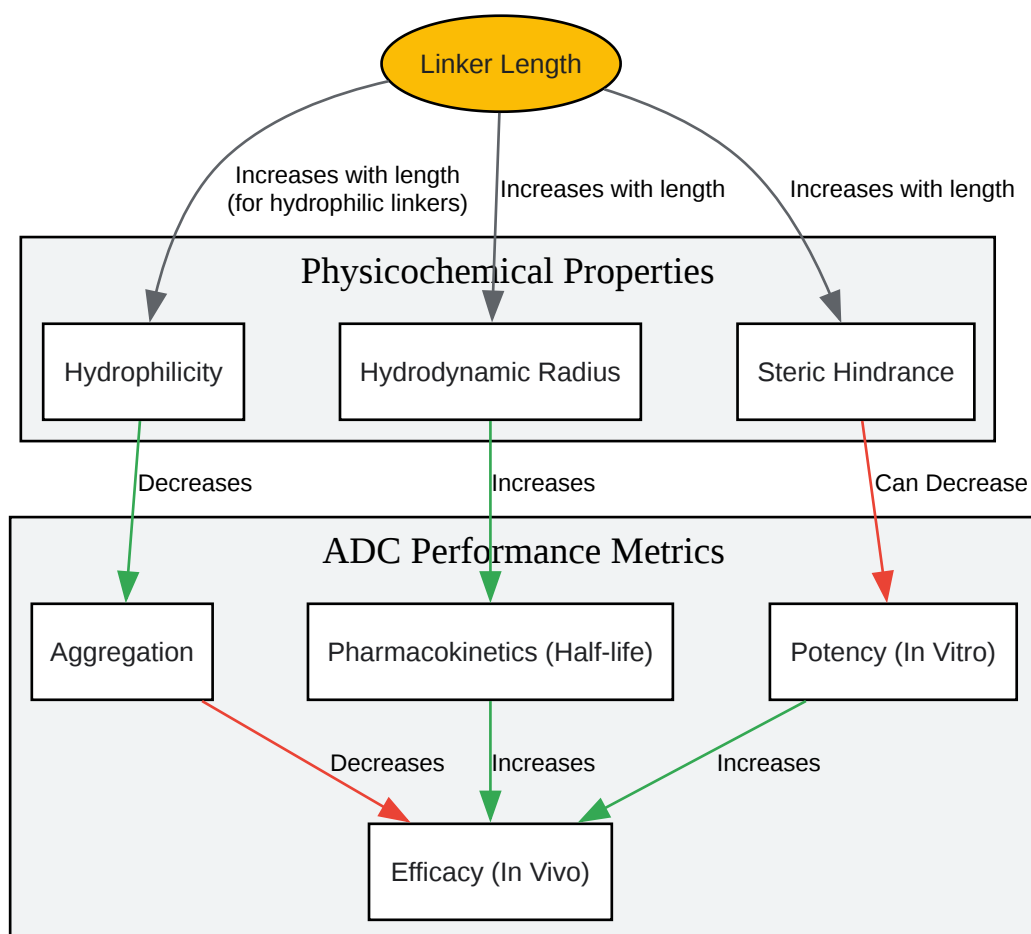 Linker Length
Increases with length
(for hydrophilic linkers)
Increases with length
Increases with length
Physicochemical Properties
Hydrophilicity
Hydrodynamic Radius
Steric Hindrance
Decreases
Increases
Can Decrease
ADC Performance Metrics
Aggregation
Pharmacokinetics (Half-life)
Potency (In Vitro)
Decreases
Increases
Increases
Efficacy (In Vivo)